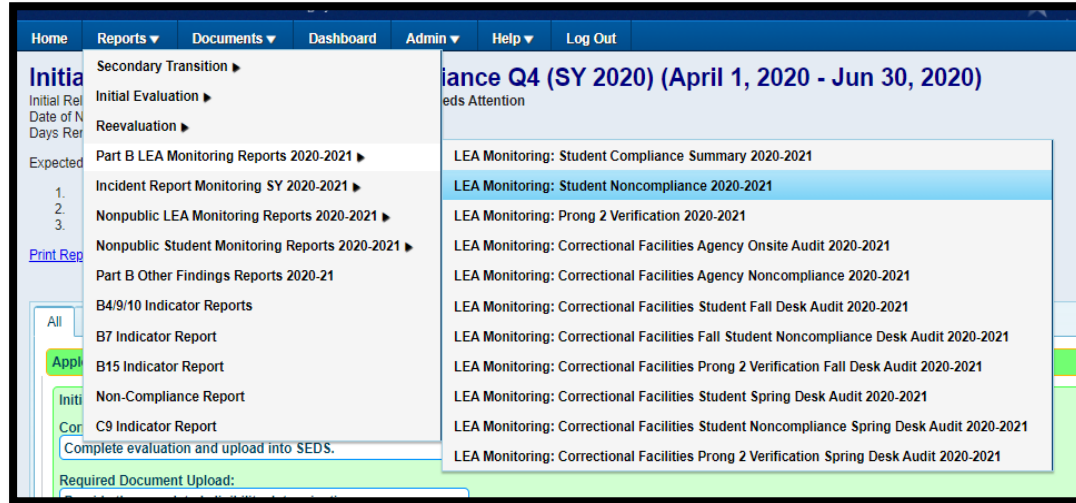 Home Reports ▾ Documents ▾ Dashboard Admin ▾ Help ▾ Log Out
Initia
iance Q4 (SY 2020) (April 1, 2020 - Jun 30, 2020)
Initial Rel
eds Attention
Date of N
Days Rer
Expected
1.
2.
3.
Print Rep
Secondary Transition ▸
Initial Evaluation ▸
Reevaluation ▸
Part B LEA Monitoring Reports 2020-2021 ▸
Incident Report Monitoring SY 2020-2021 ▸
Nonpublic LEA Monitoring Reports 2020-2021 ▸
Nonpublic Student Monitoring Reports 2020-2021 ▸
Part B Other Findings Reports 2020-21
B4/9/10 Indicator Reports
B7 Indicator Report
B15 Indicator Report
Non-Compliance Report
C9 Indicator Report
LEA Monitoring: Student Compliance Summary 2020-2021
LEA Monitoring: Student Noncompliance 2020-2021
LEA Monitoring: Prong 2 Verification 2020-2021
LEA Monitoring: Correctional Facilities Agency Onsite Audit 2020-2021
LEA Monitoring: Correctional Facilities Agency Noncompliance 2020-2021
LEA Monitoring: Correctional Facilities Student Fall Desk Audit 2020-2021
LEA Monitoring: Correctional Facilities Fall Student Noncompliance Desk Audit 2020-2021
LEA Monitoring: Correctional Facilities Prong 2 Verification Fall Desk Audit 2020-2021
LEA Monitoring: Correctional Facilities Student Spring Desk Audit 2020-2021
LEA Monitoring: Correctional Facilities Student Noncompliance Spring Desk Audit 2020-2021
LEA Monitoring: Correctional Facilities Prong 2 Verification Spring Desk Audit 2020-2021
All
Appl
Initi
Cor
Complete evaluation and upload into SEDS.
Required Document Upload: